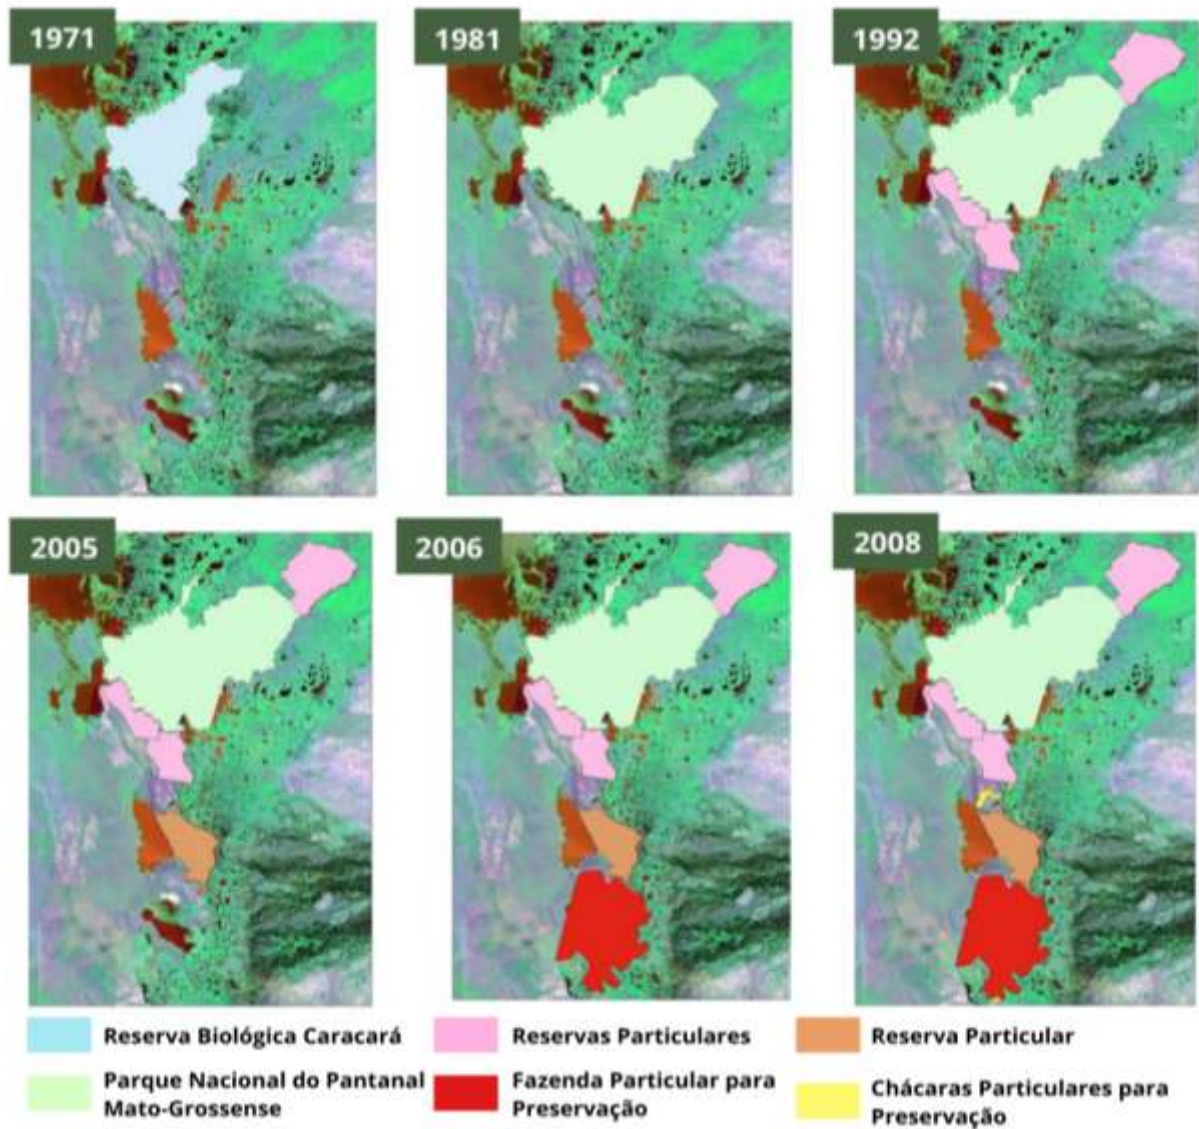 1971
1981
1992
2005
2006
2008
Reserva Biológica Caracará
Reservas Particulares
Reserva Particular
Parque Nacional do Pantanal
Mato-Grossense
Fazenda Particular para
Preservação
Chácaras Particulares para
Preservação